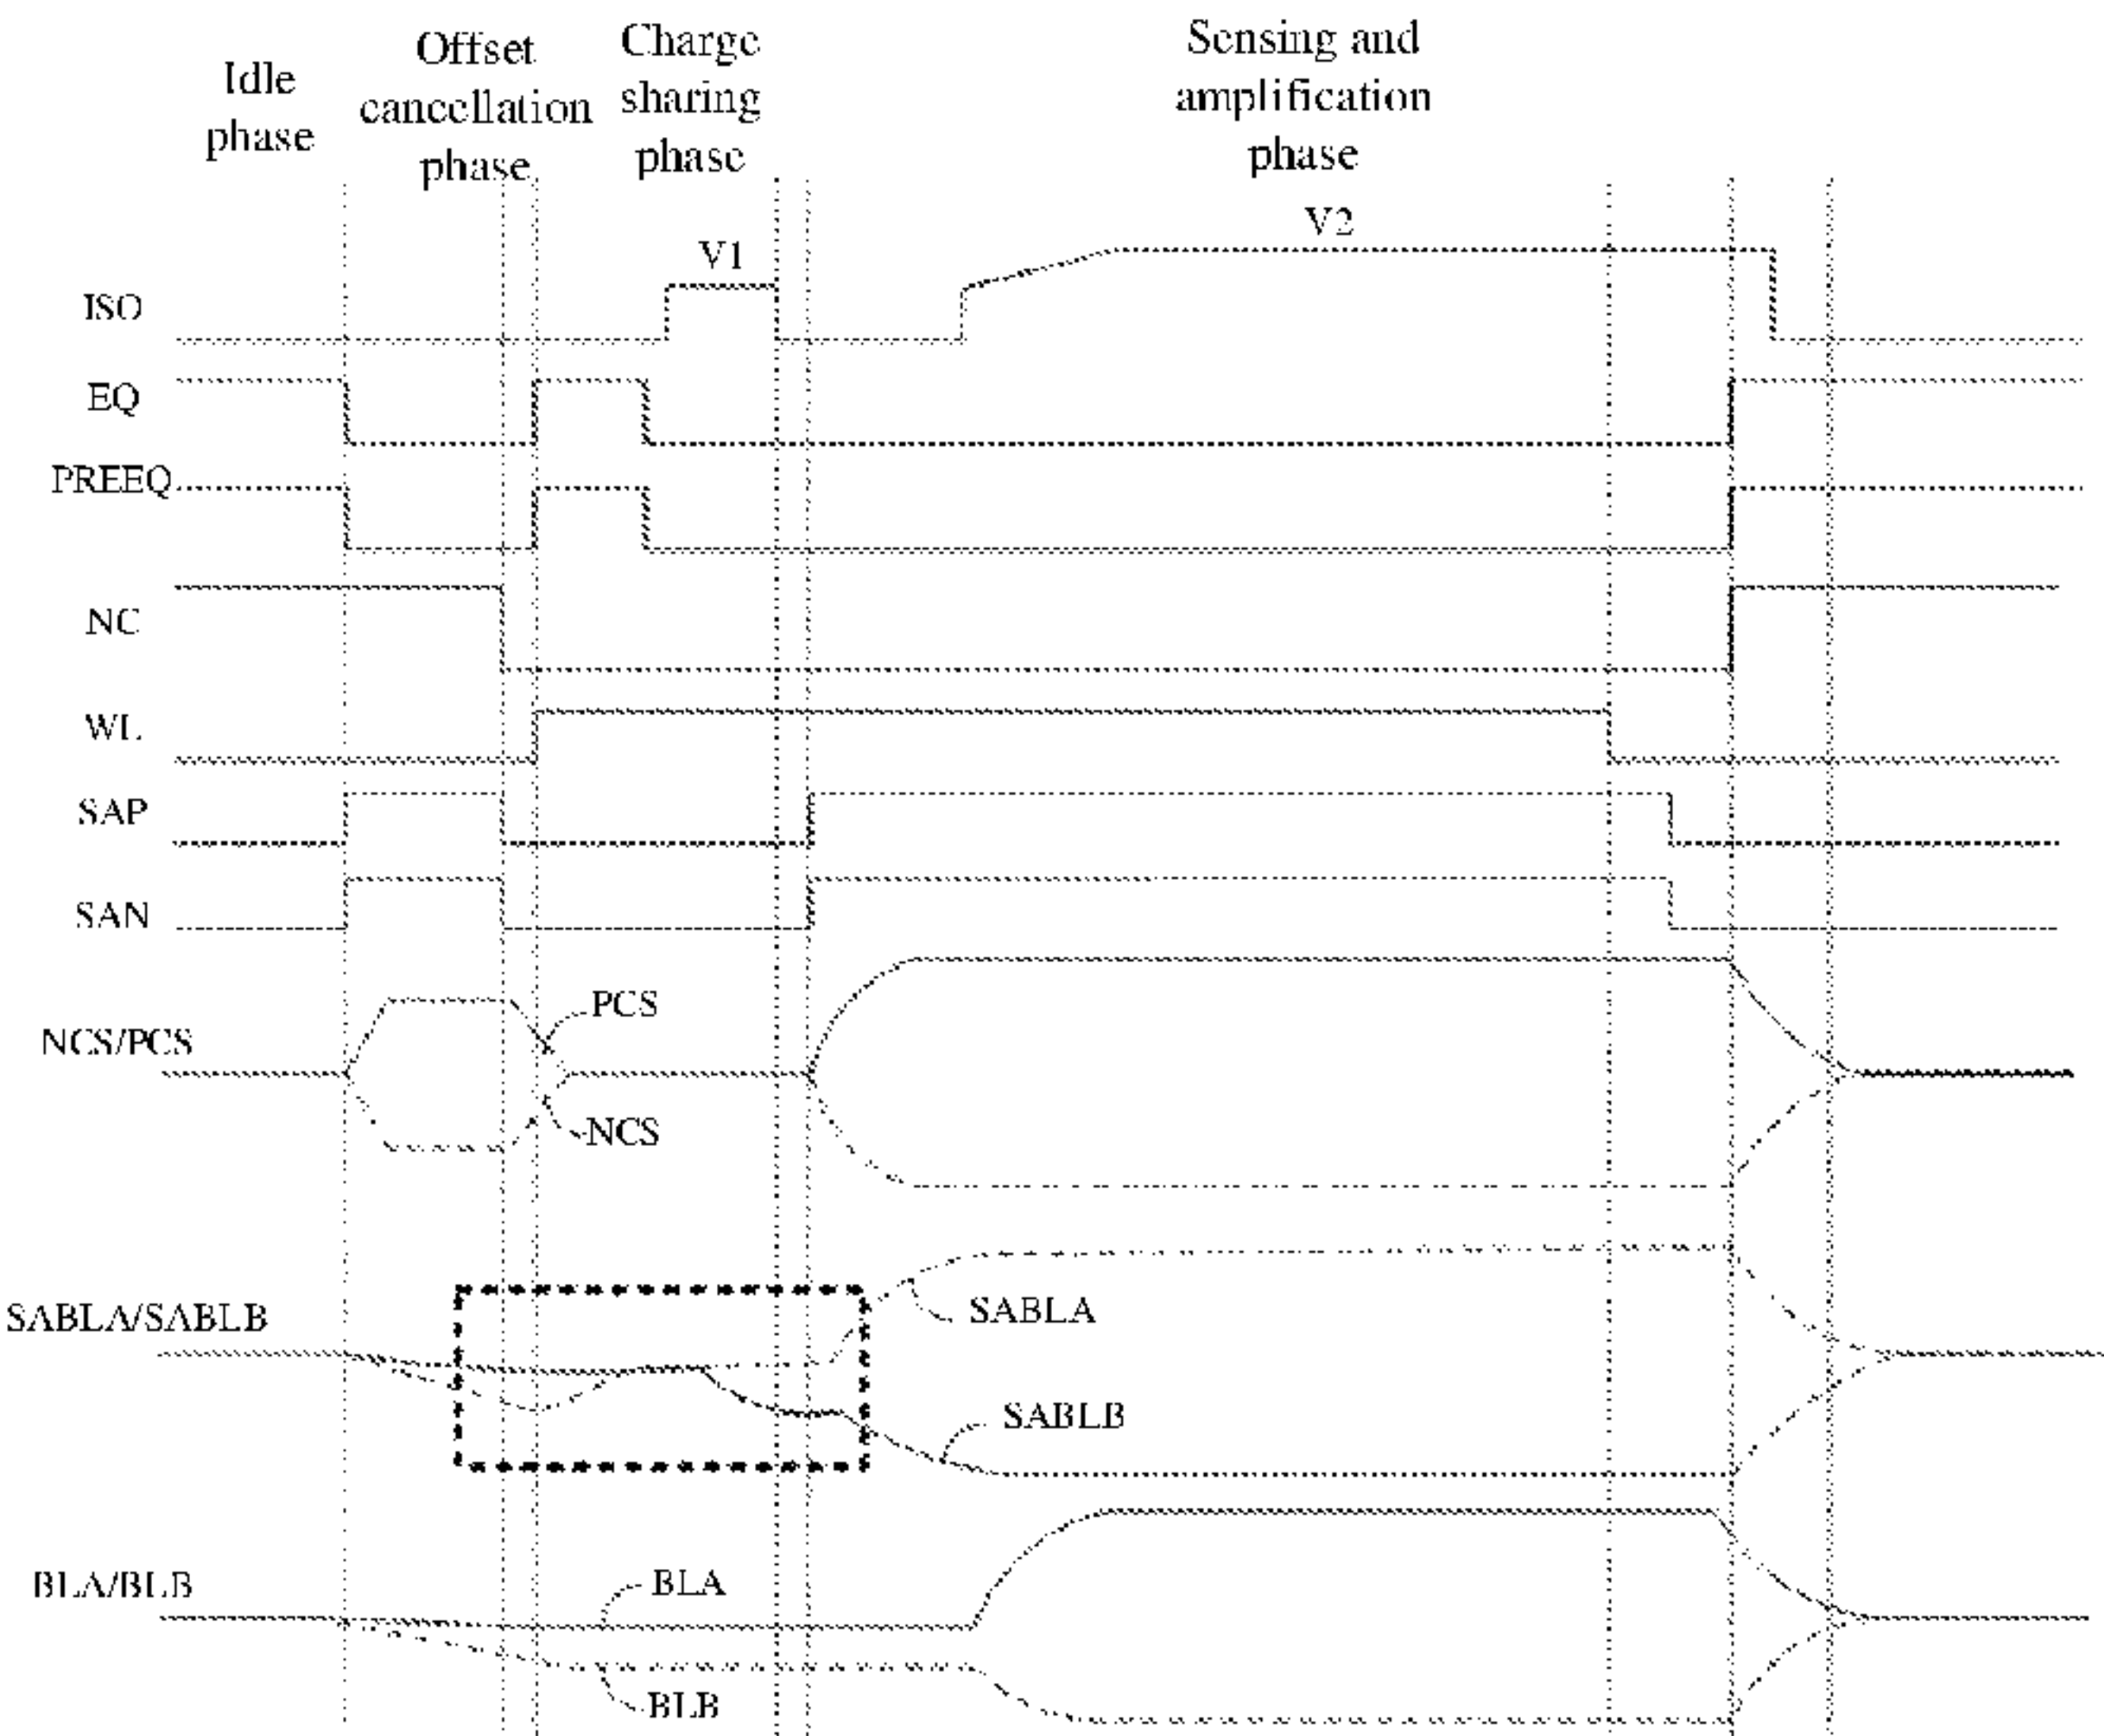 Idle
phase
Offset
cancellation
phase
Charge
sharing
phase
Sensing and
amplification
phase
V1
V2
ISO
EQ
PREEQ
NC
WL
SAP
SAN
PCS
NCS/PCS
NCS
SABLA/SABLB
SABLA
SABLB
BLA/BLB
BLA
BLB